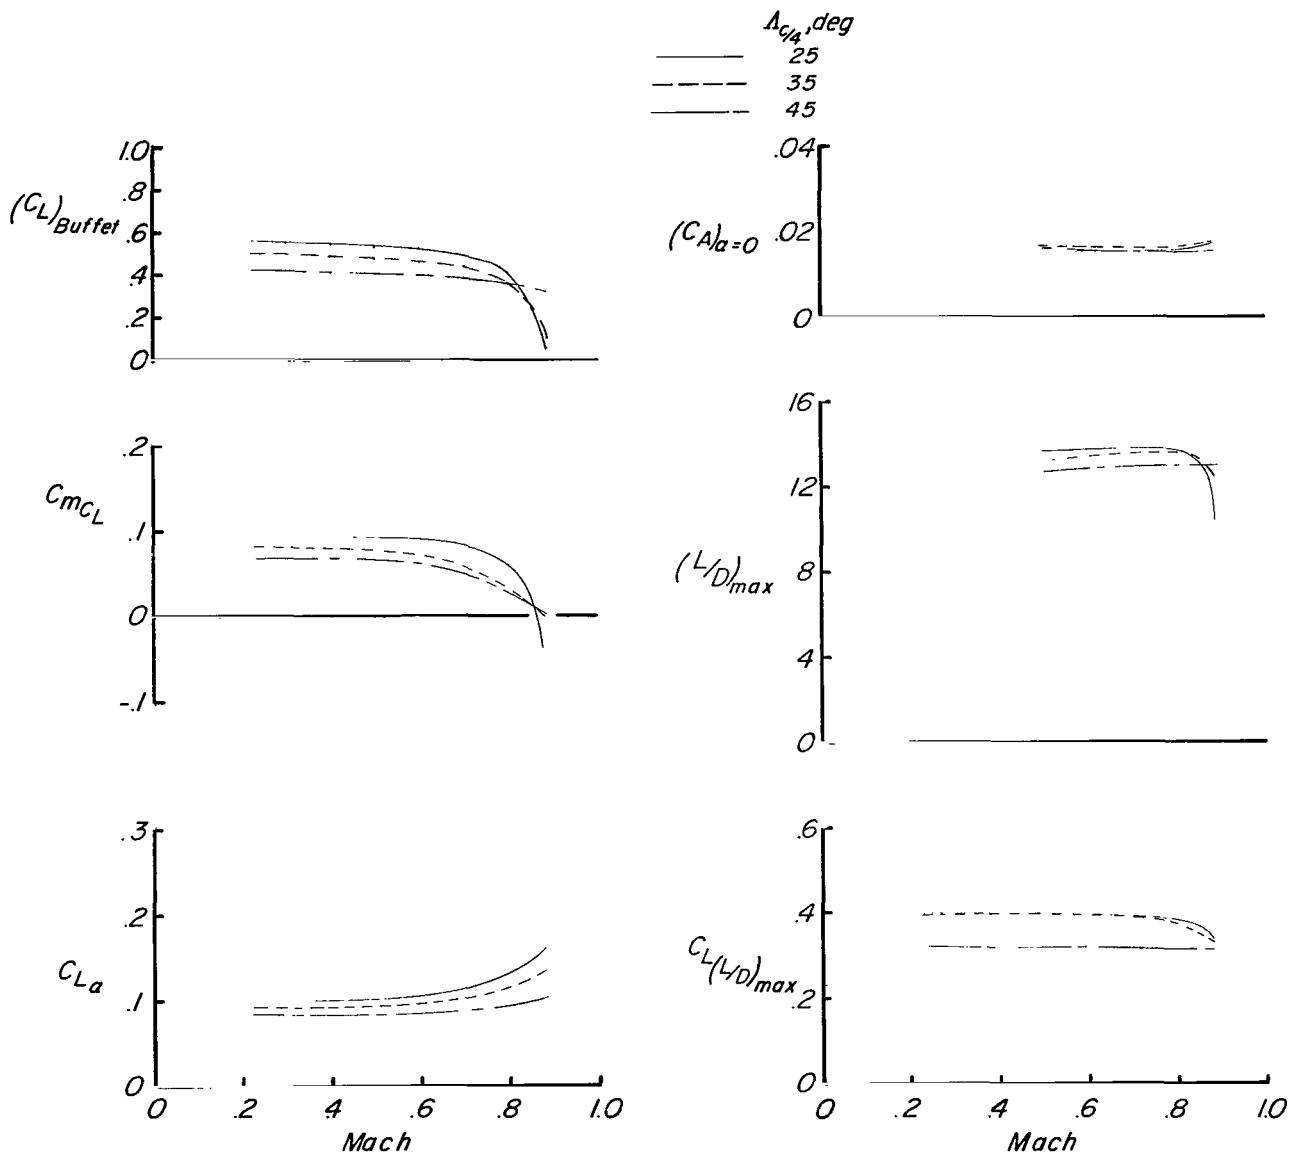 Λc/4, deg
25
35
45
(CL)Buffet
1.0
.8
.6
.4
.2
0
(CA)α=0
.04
.02
0
CmCL
.2
.1
0
-.1
(L/D)max
16
12
8
4
0
CLα
.3
.2
.1
0
0 .2 .4 .6 .8 1.0
Mach
CL(L/D)max
.6
.4
.2
0
0 .2 .4 .6 .8 1.0
Mach